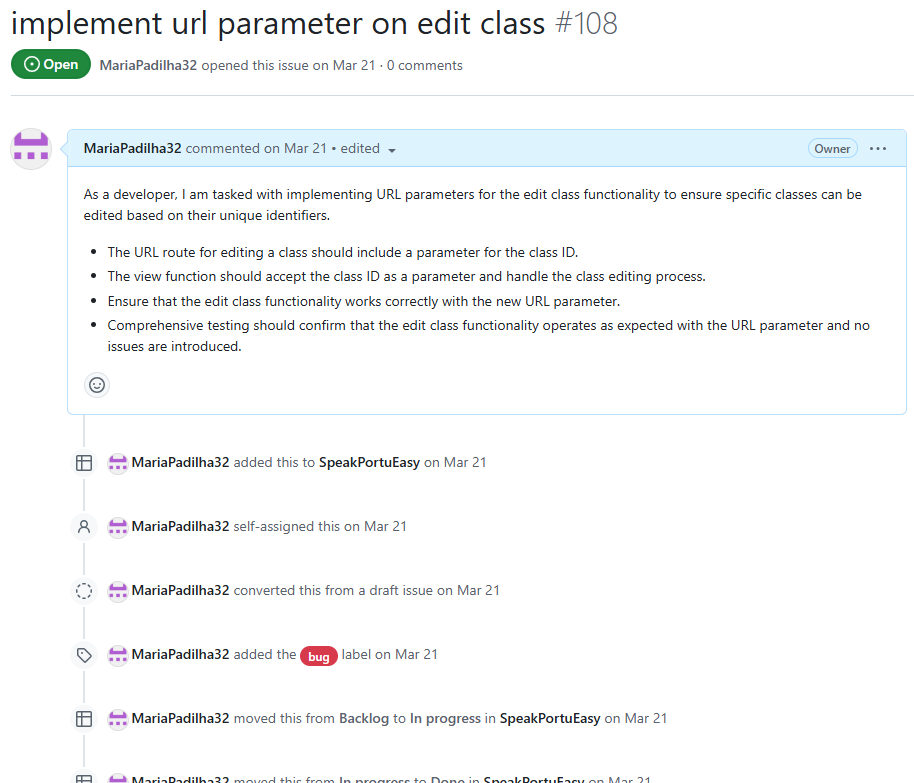 implement url parameter on edit class #108
Open MariaPadilha32 opened this issue on Mar 21 · 0 comments
MariaPadilha32 commented on Mar 21 • edited Owner
As a developer, I am tasked with implementing URL parameters for the edit class functionality to ensure specific classes can be
edited based on their unique identifiers.
• The URL route for editing a class should include a parameter for the class ID.
• The view function should accept the class ID as a parameter and handle the class editing process.
• Ensure that the edit class functionality works correctly with the new URL parameter.
• Comprehensive testing should confirm that the edit class functionality operates as expected with the URL parameter and no
issues are introduced.
MariaPadilha32 added this to SpeakPortuEasy on Mar 21
MariaPadilha32 self-assigned this on Mar 21
MariaPadilha32 converted this from a draft issue on Mar 21
MariaPadilha32 added the bug label on Mar 21
MariaPadilha32 moved this from Backlog to In progress in SpeakPortuEasy on Mar 21
MariaPadilha32 moved this from In progress to Done in SpeakPortuEasy on Mar 21